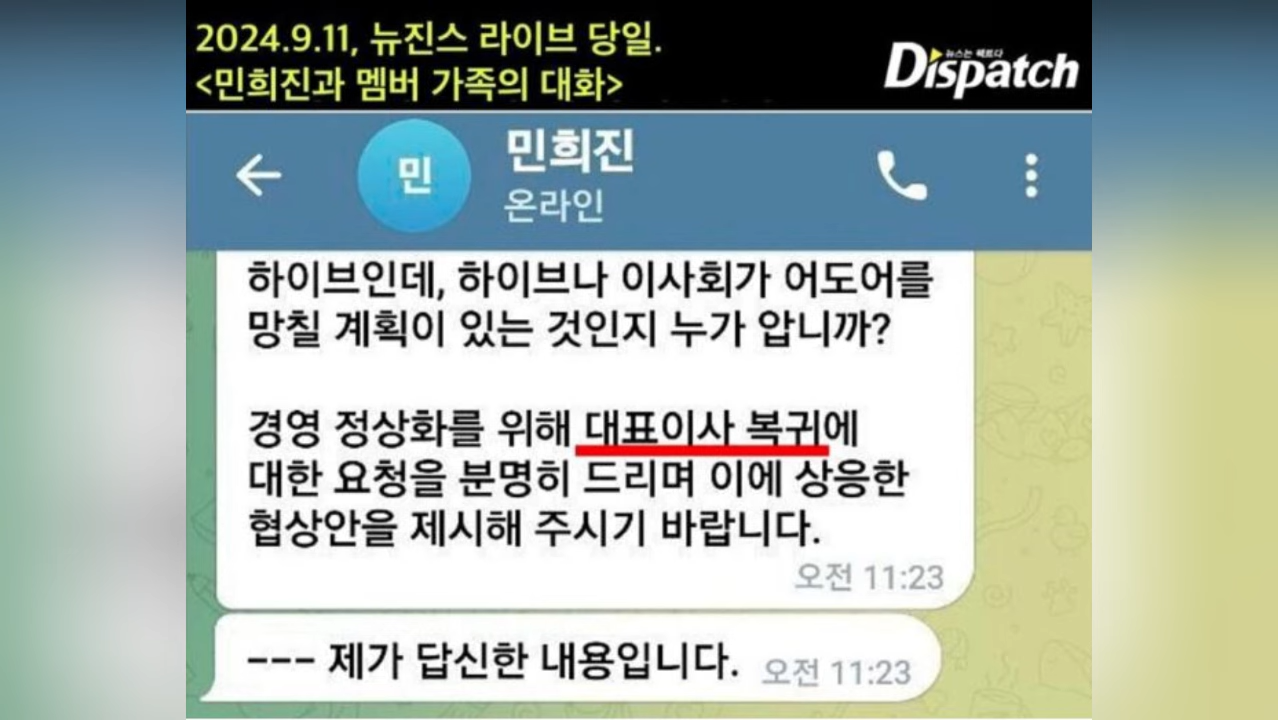 2024.9.11, 뉴진스 라이브 당일.
<민희진과 멤버 가족의 대화>
뉴스는 팩트다
Dispatch
민
민희진
온라인
하이브인데, 하이브나 이사회가 어도어를
망칠 계획이 있는 것인지 누가 압니까?
경영 정상화를 위해 대표이사 복귀에
대한 요청을 분명히 드리며 이에 상응한
협상안을 제시해 주시기 바랍니다.
오전 11:23
--- 제가 답신한 내용입니다. 오전 11:23